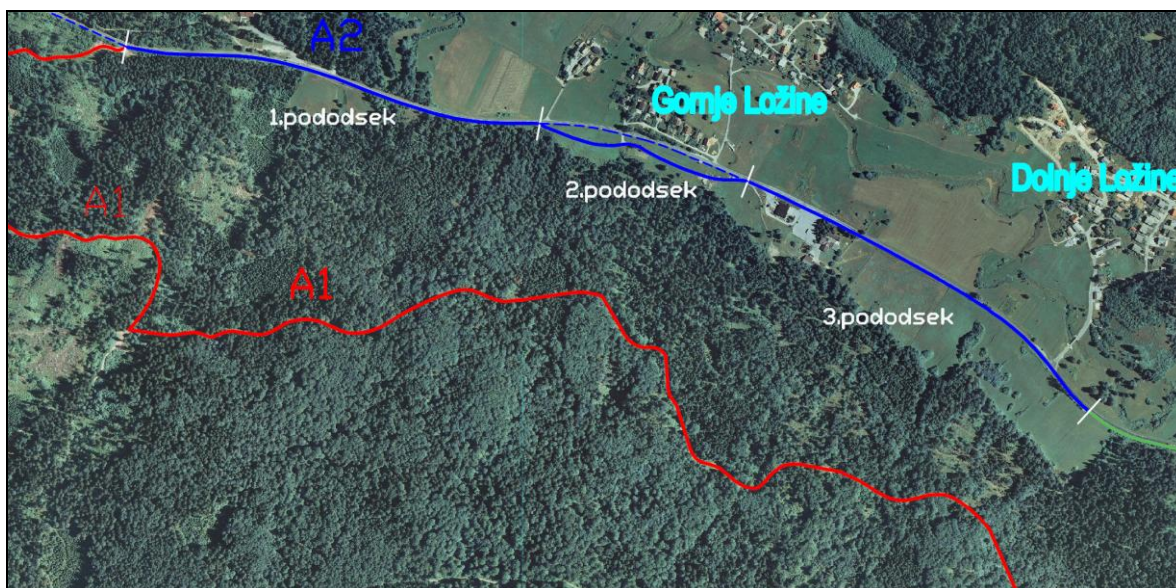 A2
1.pododsek
Gornje Ložine
2.pododsek
Dolnje Ložine
A1
A1
3.pododsek